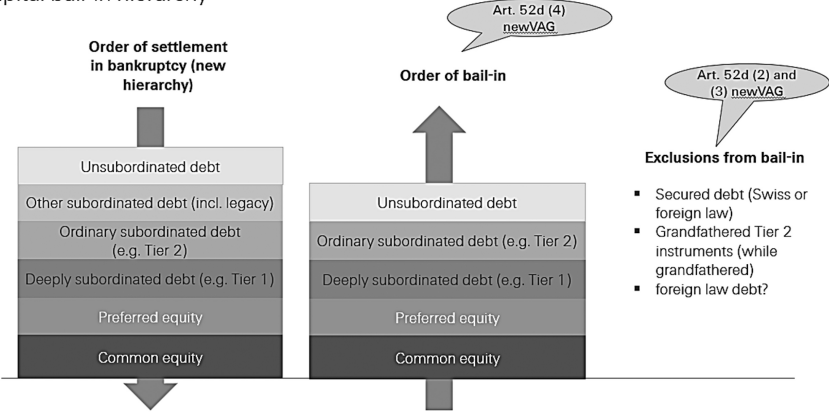 capital bail-in hierarchy
Order of settlement
in bankruptcy (new
hierarchy)
Unsubordinated debt
Other subordinated debt (incl. legacy)
Ordinary subordinated debt
(e.g. Tier 2)
Deeply subordinated debt (e.g. Tier 1)
Preferred equity
Common equity
Art. 52d (4)
newVAG
Order of bail-in
Unsubordinated debt
Ordinary subordinated debt (e.g. Tier 2)
Deeply subordinated debt (e.g. Tier 1)
Preferred equity
Common equity
Art. 52d (2) and
(3) newVAG
Exclusions from bail-in
▪ Secured debt (Swiss or
foreign law)
▪ Grandfathered Tier 2
instruments (while
grandfathered)
▪ foreign law debt?